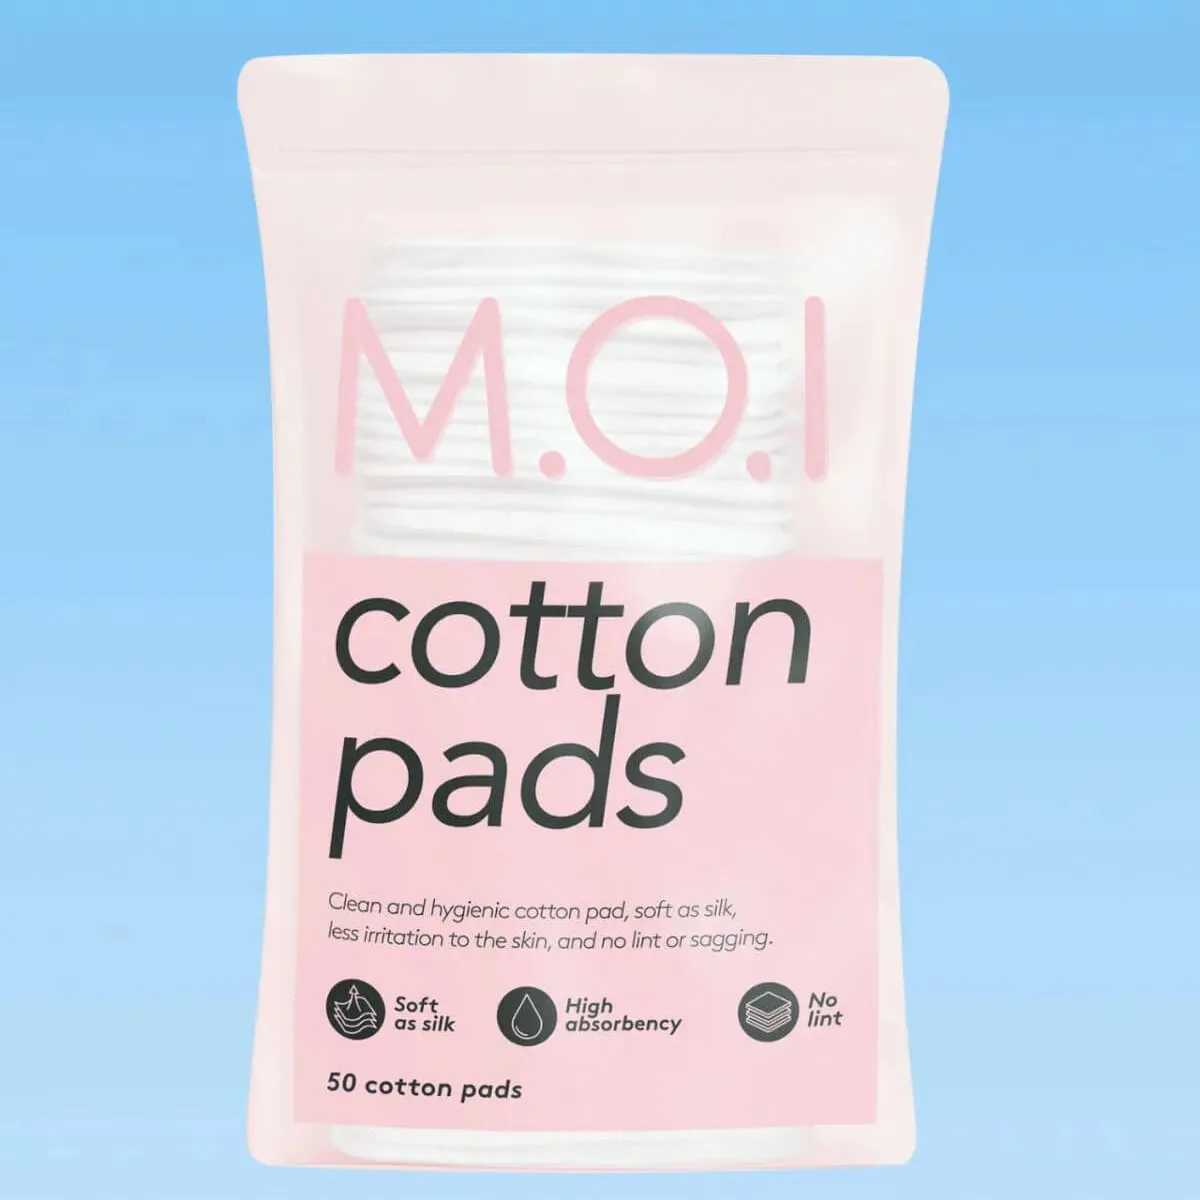 M.O.I
cotton
pads
Clean and hygienic cotton pad, soft as silk,
less irritation to the skin, and no lint or sagging.
Soft
as silk
High
absorbency
No
lint
50 cotton pads